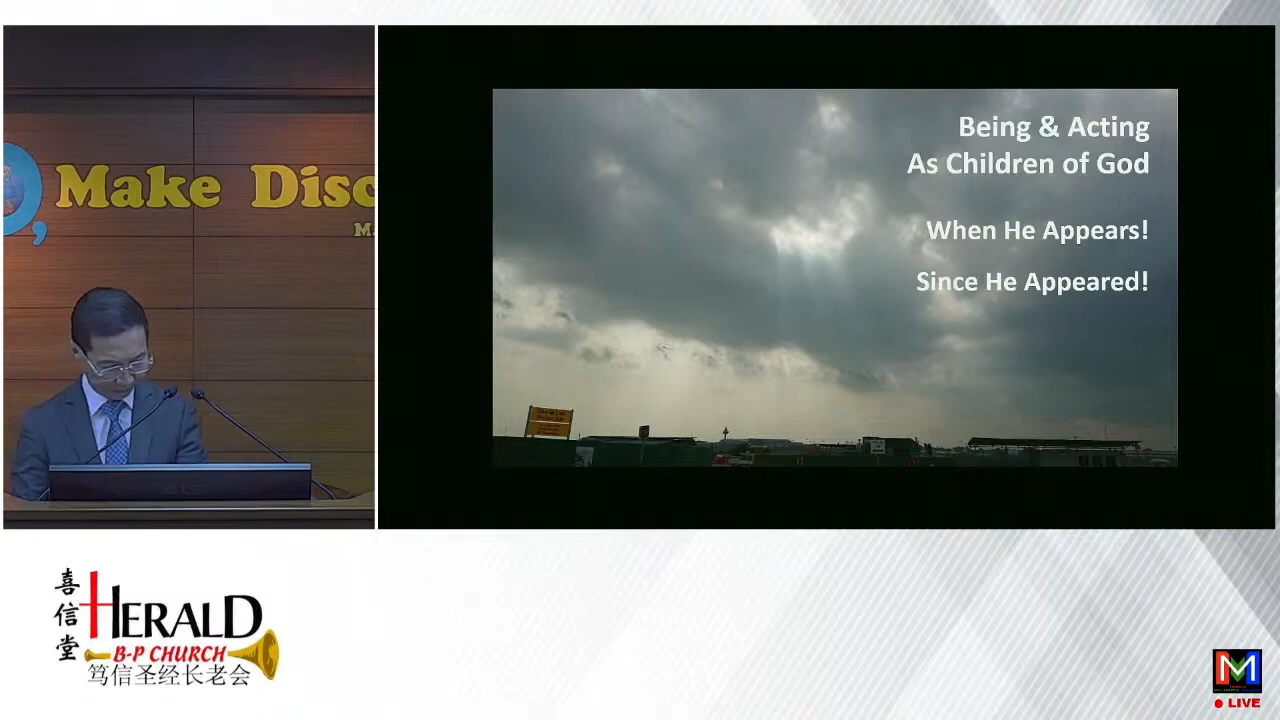 Make Disc
Being & Acting
As Children of God
When He Appears!
Since He Appeared!
喜信堂
HERALD
B-P CHURCH
笃信圣经长老会
M
LIVE